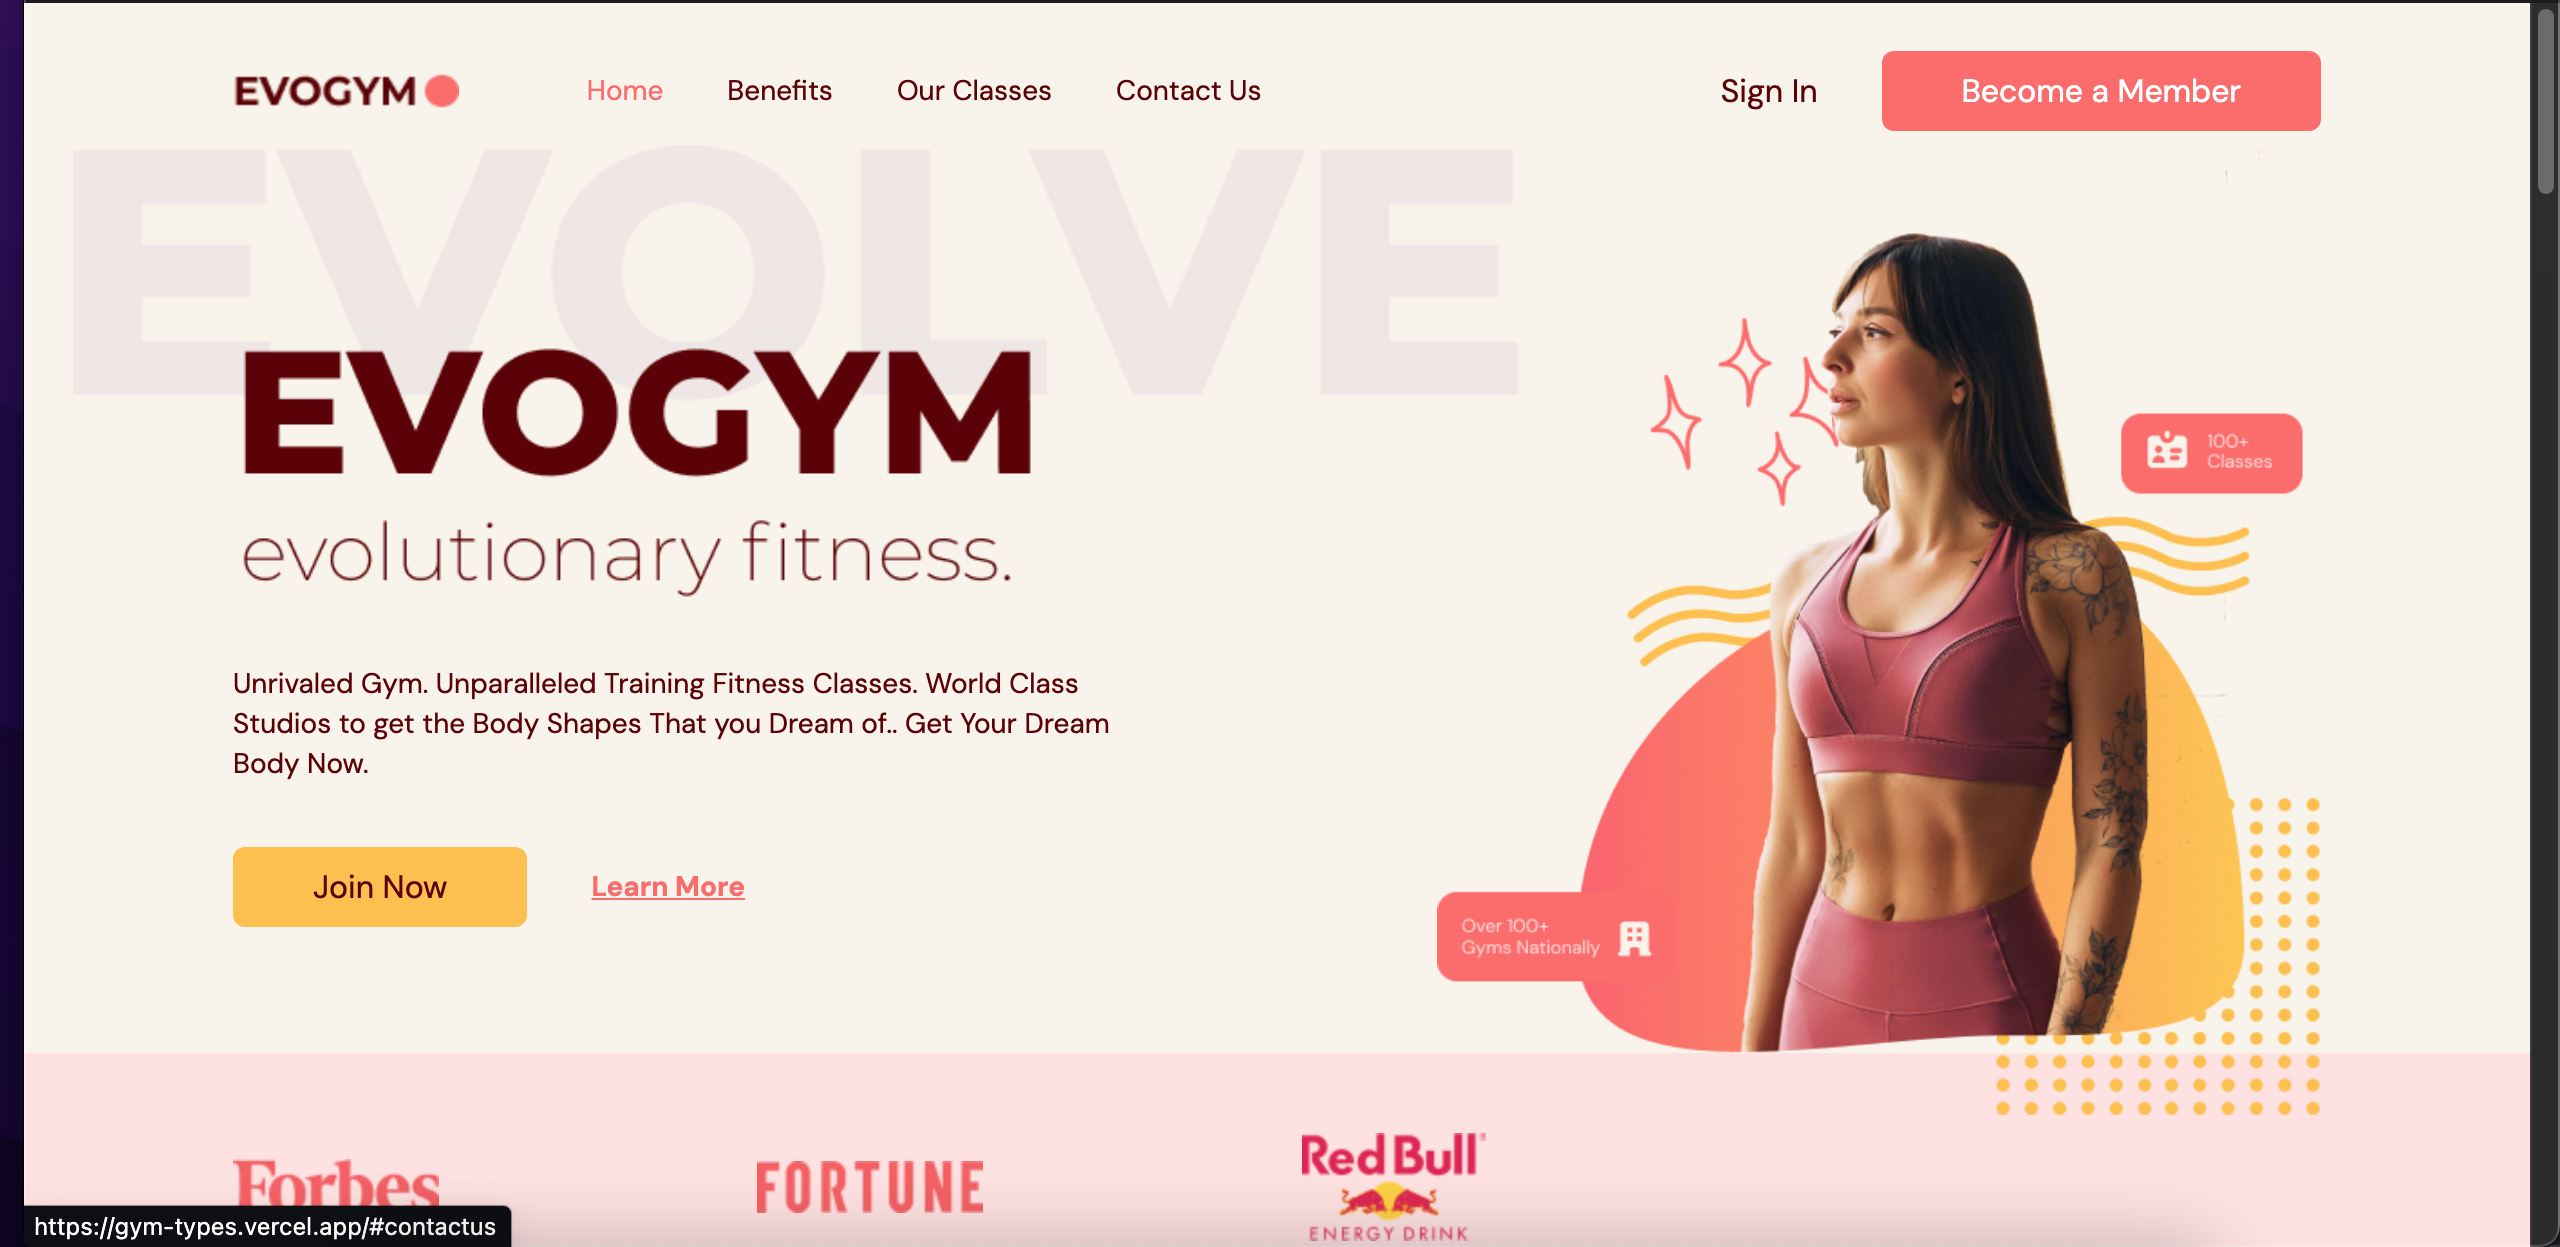 EVOGYM
Home
Benefits
Our Classes
Contact Us
Sign In
Become a Member
EVOLVE
EVOGYM
evolutionary fitness.
Unrivaled Gym. Unparalleled Training Fitness Classes. World Class
Studios to get the Body Shapes That you Dream of.. Get Your Dream
Body Now.
Join Now
Learn More
100+
Classes
Over 100+
Gyms Nationally
Forbes
FORTUNE
Red Bull
ENERGY DRINK
https://gym-types.vercel.app/#contactus